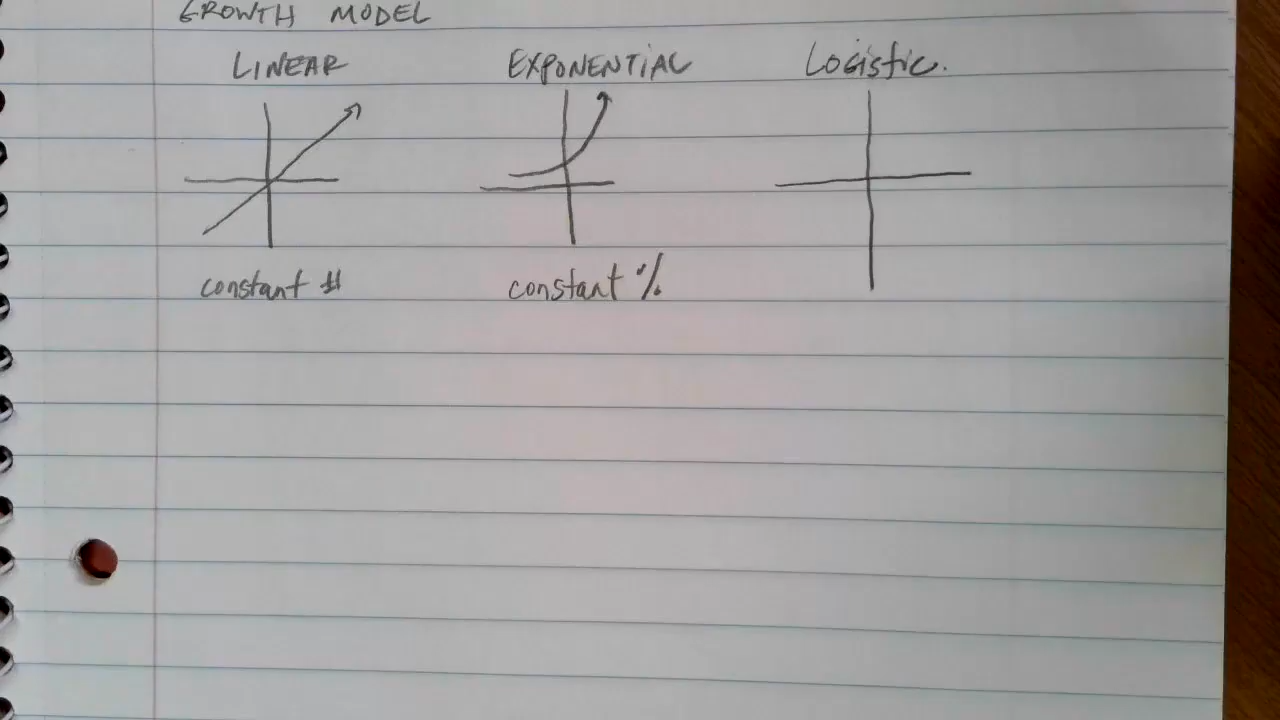 GROWTH MODEL
LINEAR EXPONENTIAL Logistic.
constant # constant %